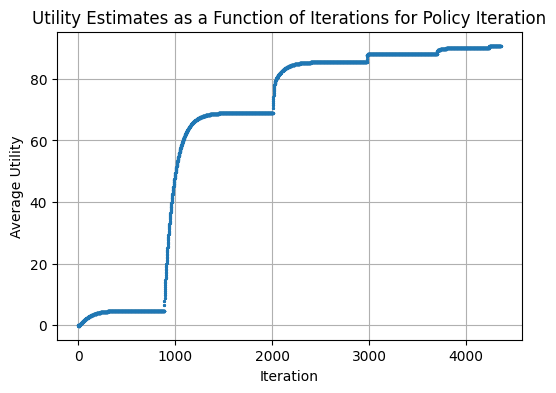 Utility Estimates as a Function of Iterations for Policy Iteration
80
60
40
20
0
Average Utility
0 1000 2000 3000 4000
Iteration